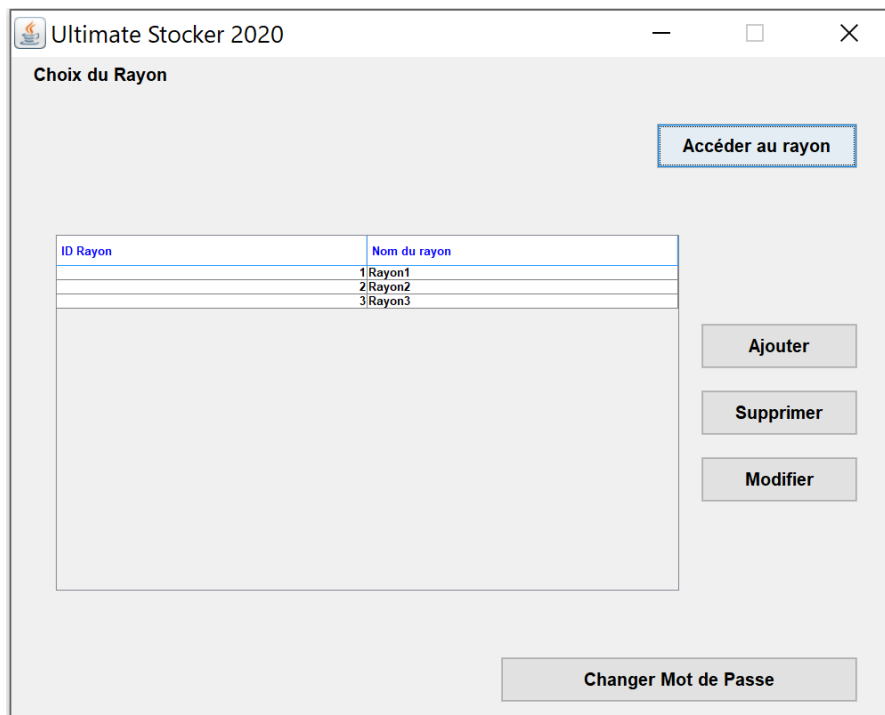 Ultimate Stocker 2020
Choix du Rayon
Accéder au rayon
ID Rayon Nom du rayon
1 Rayon1
2 Rayon2
3 Rayon3
Ajouter
Supprimer
Modifier
Changer Mot de Passe